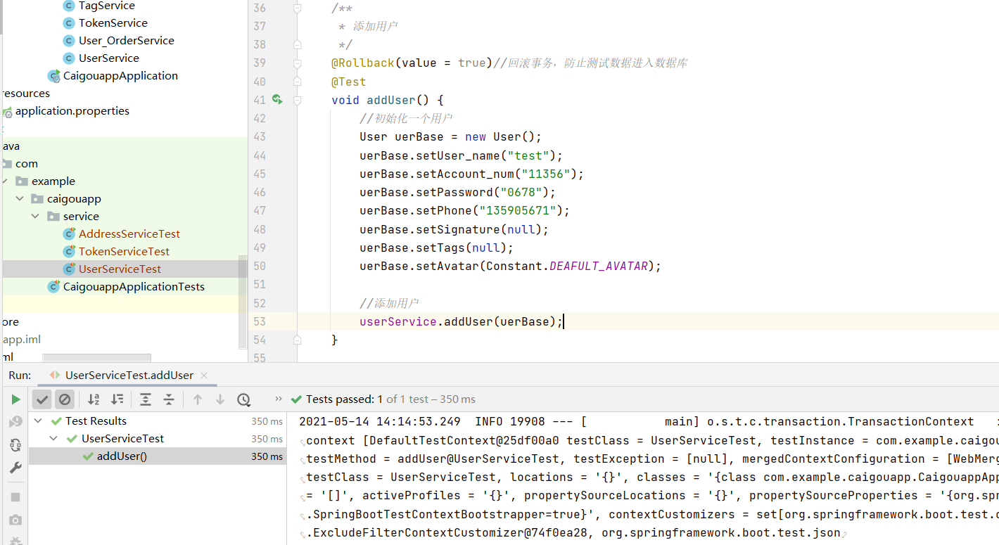 TagService
TokenService
User_OrderService
UserService
CaigouappApplication
resources
application.properties
java
com
example
caigouapp
service
AddressServiceTest
TokenServiceTest
UserServiceTest
CaigouappApplicationTests
ore
app.iml
ml
36 /**
37 * 添加用户
38 */
39 @Rollback(value = true)//回滚事务，防止测试数据进入数据库
40 @Test
41 void addUser() {
42 //初始化一个用户
43 User uerBase = new User();
44 uerBase.setUser_name("test");
45 uerBase.setAccount_num("11356");
46 uerBase.setPassword("0678");
47 uerBase.setPhone("135905671");
48 uerBase.setSignature(null);
49 uerBase.setTags(null);
50 uerBase.setAvatar(Constant.DEAFULT_AVATAR);
51
52 //添加用户
53 userService.addUser(uerBase);
54 }
55
Run: UserServiceTest.addUser
Tests passed: 1 of 1 test – 350 ms
Test Results 350 ms
UserServiceTest 350 ms
addUser() 350 ms
2021-05-14 14:14:53.249 INFO 19908 --- [ main] o.s.t.c.transaction.TransactionContext :
context [DefaultTestContext@25df00a0 testClass = UserServiceTest, testInstance = com.example.caigou
testMethod = addUser@UserServiceTest, testException = [null], mergedContextConfiguration = [WebMerg
testClass = UserServiceTest, locations = '{}', classes = '{class com.example.caigouapp.CaigouappApp
= '[]', activeProfiles = '{}', propertySourceLocations = '{}', propertySourceProperties = '{org.spr
.SpringBootTestContextBootstrapper=true}', contextCustomizers = set[org.springframework.boot.test.c
.ExcludeFilterContextCustomizer@74f0ea28, org.springframework.boot.test.json